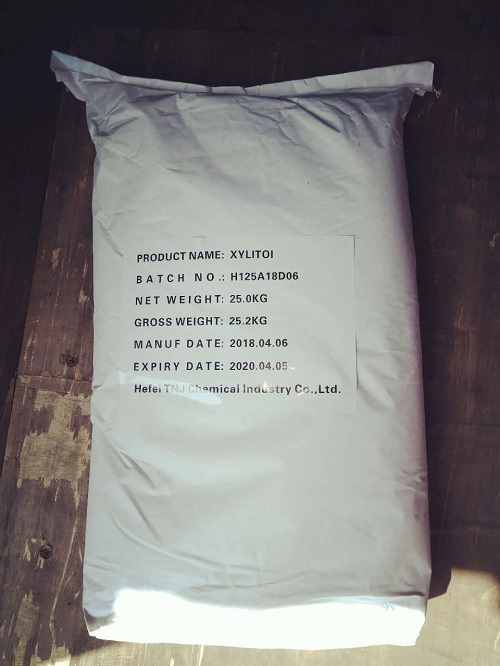 PRODUCT NAME: XYLITOI
BATCH NO.: H125A18D06
NET WEIGHT: 25.0KG
GROSS WEIGHT: 25.2KG
MANUF DATE: 2018.04.06
EXPIRY DATE: 2020.04.05
Hefei TNJ Chemical Industry Co.,Ltd.